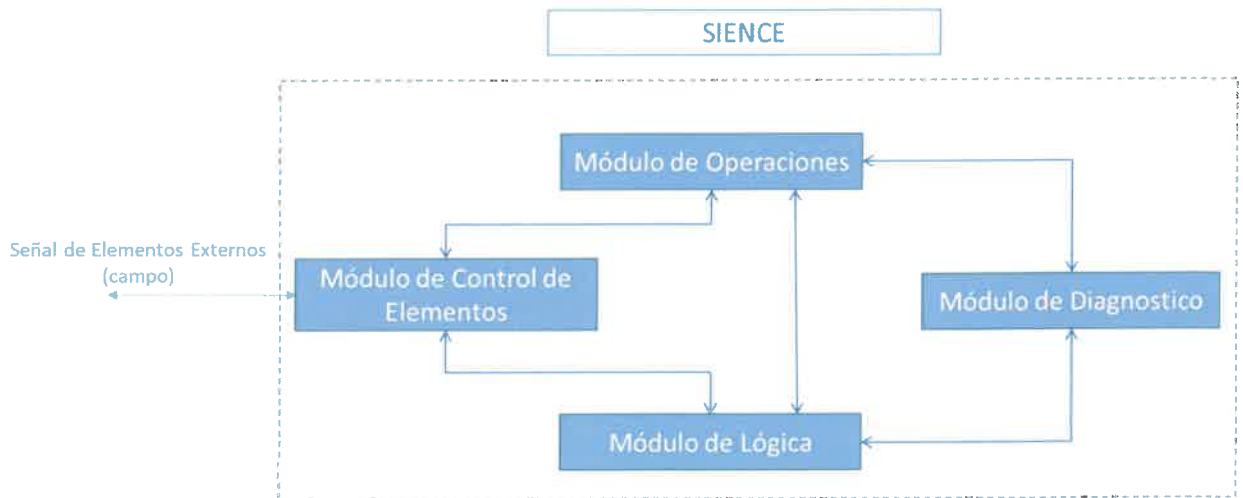 SIENCE
Módulo de Operaciones
Señal de Elementos Externos
(campo)
Módulo de Control de
Elementos
Módulo de Diagnostico
Módulo de Lógica